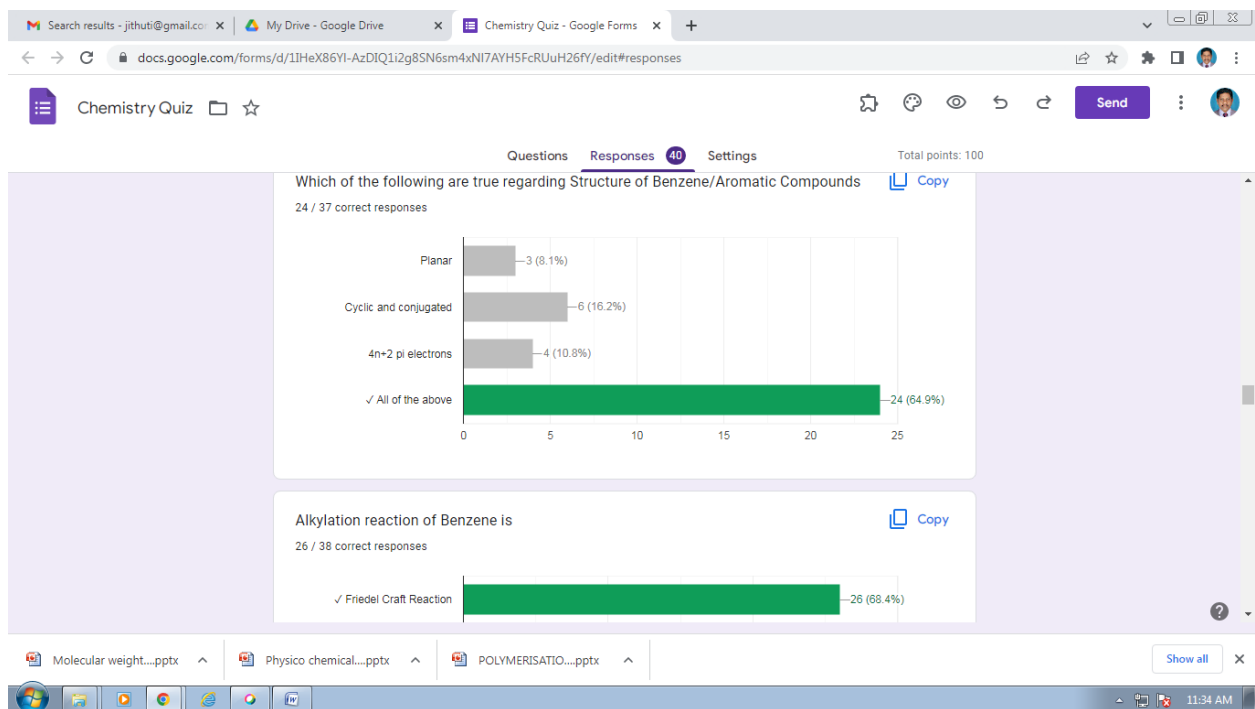 Search results - jithuti@gmail.cor
My Drive - Google Drive
Chemistry Quiz - Google Forms
docs.google.com/forms/d/1IHeX86YI-AzDIQ1i2g8SN6sm4xNI7AYH5FcRUuH26fY/edit#responses
Chemistry Quiz
Send
Questions Responses 40 Settings
Total points: 100
Which of the following are true regarding Structure of Benzene/Aromatic Compounds
Copy
24 / 37 correct responses
Planar 3 (8.1%)
Cyclic and conjugated 6 (16.2%)
4n+2 pi electrons 4 (10.8%)
✓ All of the above 24 (64.9%)
0 5 10 15 20 25
Alkylation reaction of Benzene is
Copy
26 / 38 correct responses
✓ Friedel Craft Reaction 26 (68.4%)
Molecular weight....pptx
Physico chemical....pptx
POLYMERISATIO....pptx
Show all
11:34 AM